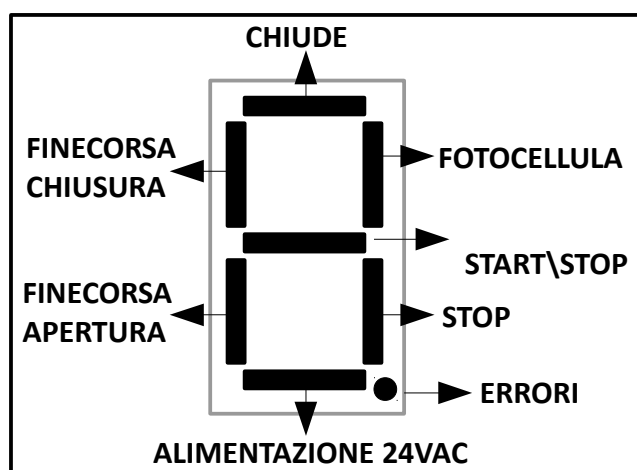 CHIUDE
FINECORSA
CHIUSURA
FOTOCELLULA
START\STOP
FINECORSA
APERTURA
STOP
ERRORI
ALIMENTAZIONE 24VAC